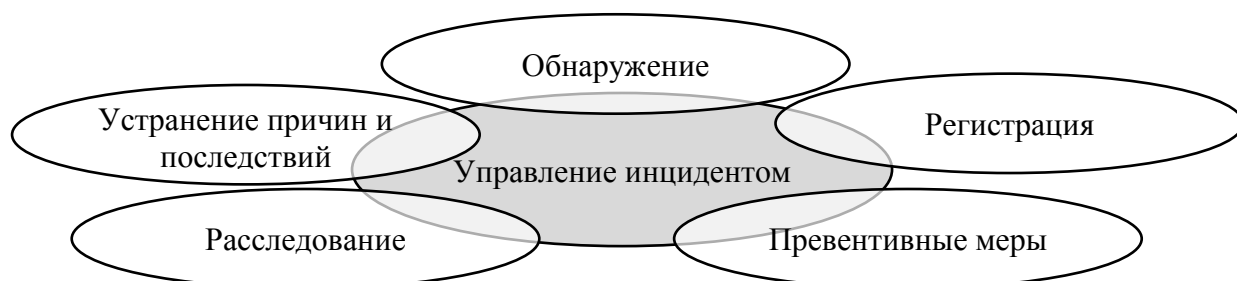 Обнаружение
Устранение причин и
последствий
Регистрация
Управление инцидентом
Расследование
Превентивные меры